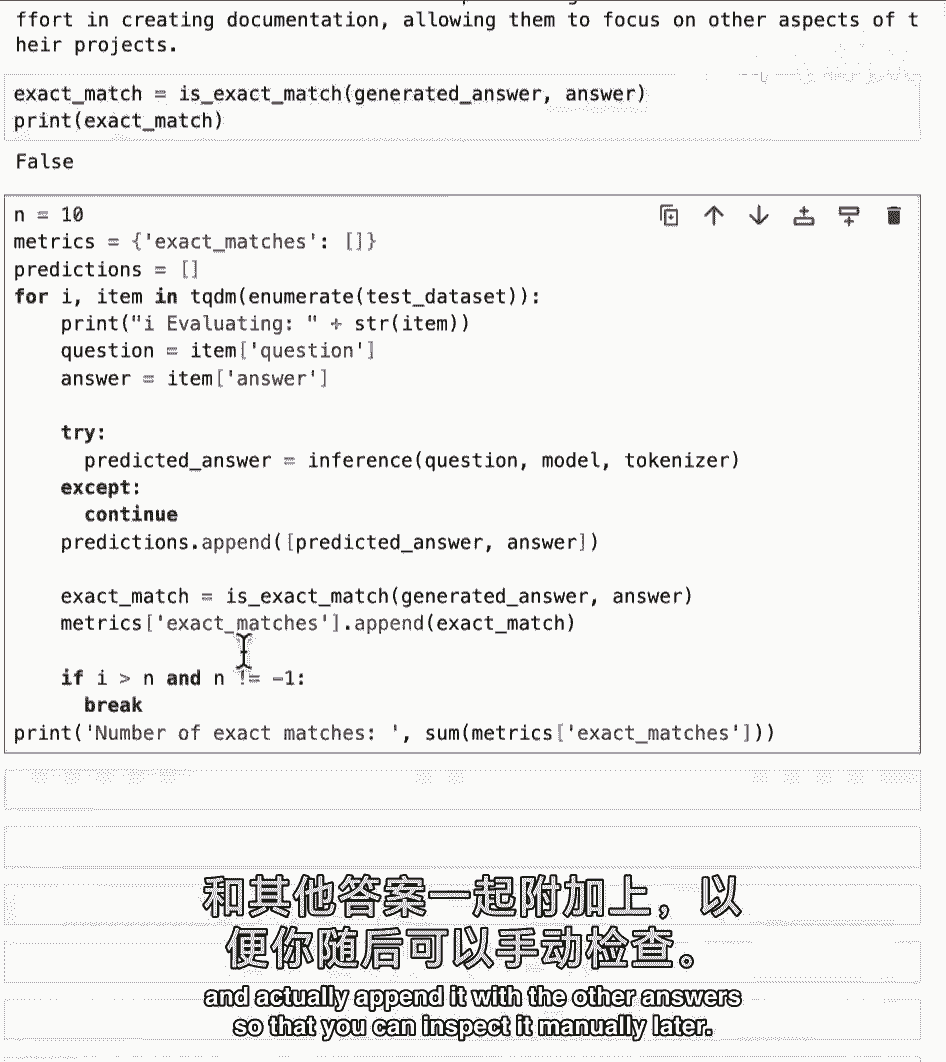 ffort in creating documentation, allowing them to focus on other aspects of t
heir projects.
exact_match = is_exact_match(generated_answer, answer)
print(exact_match)
False
n = 10
metrics = {'exact_matches': []}
predictions = []
for i, item in tqdm(enumerate(test_dataset)):
    print("i Evaluating: " + str(item))
    question = item['question']
    answer = item['answer']
    try:
      predicted_answer = inference(question, model, tokenizer)
    except:
      continue
    predictions.append([predicted_answer, answer])
    exact_match = is_exact_match(generated_answer, answer)
    metrics['exact_matches'].append(exact_match)
    if i > n and n != -1:
      break
print('Number of exact matches: ', sum(metrics['exact_matches']))
和其他答案一起附加上，以
便你随后可以手动检查。
and actually append it with the other answers
so that you can inspect it manually later.